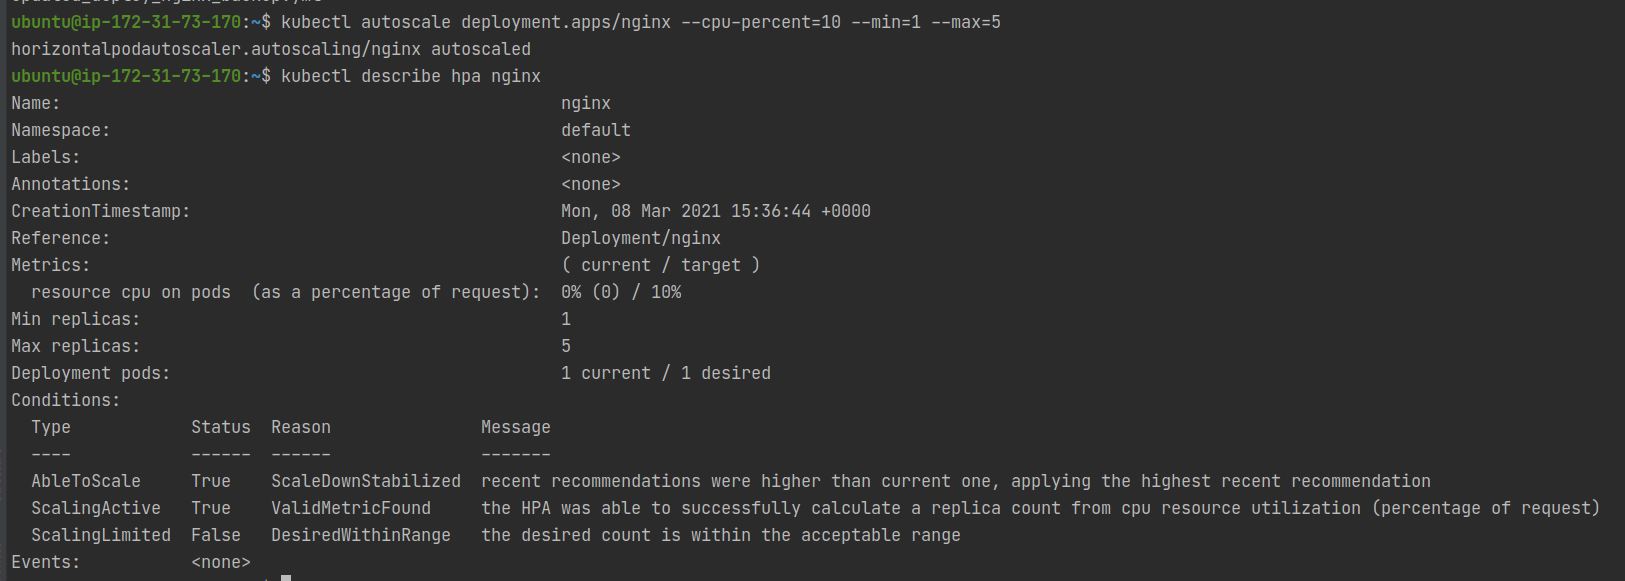 ubuntu@ip-172-31-73-170:~$ kubectl autoscale deployment.apps/nginx --cpu-percent=10 --min=1 --max=5
horizontalpodautoscaler.autoscaling/nginx autoscaled
ubuntu@ip-172-31-73-170:~$ kubectl describe hpa nginx
Name: nginx
Namespace: default
Labels: <none>
Annotations: <none>
CreationTimestamp: Mon, 08 Mar 2021 15:36:44 +0000
Reference: Deployment/nginx
Metrics: ( current / target )
resource cpu on pods (as a percentage of request): 0% (0) / 10%
Min replicas: 1
Max replicas: 5
Deployment pods: 1 current / 1 desired
Conditions:
Type Status Reason Message
---- ------ ------ -------
AbleToScale True ScaleDownStabilized recent recommendations were higher than current one, applying the highest recent recommendation
ScalingActive True ValidMetricFound the HPA was able to successfully calculate a replica count from cpu resource utilization (percentage of request)
ScalingLimited False DesiredWithinRange the desired count is within the acceptable range
Events: <none>